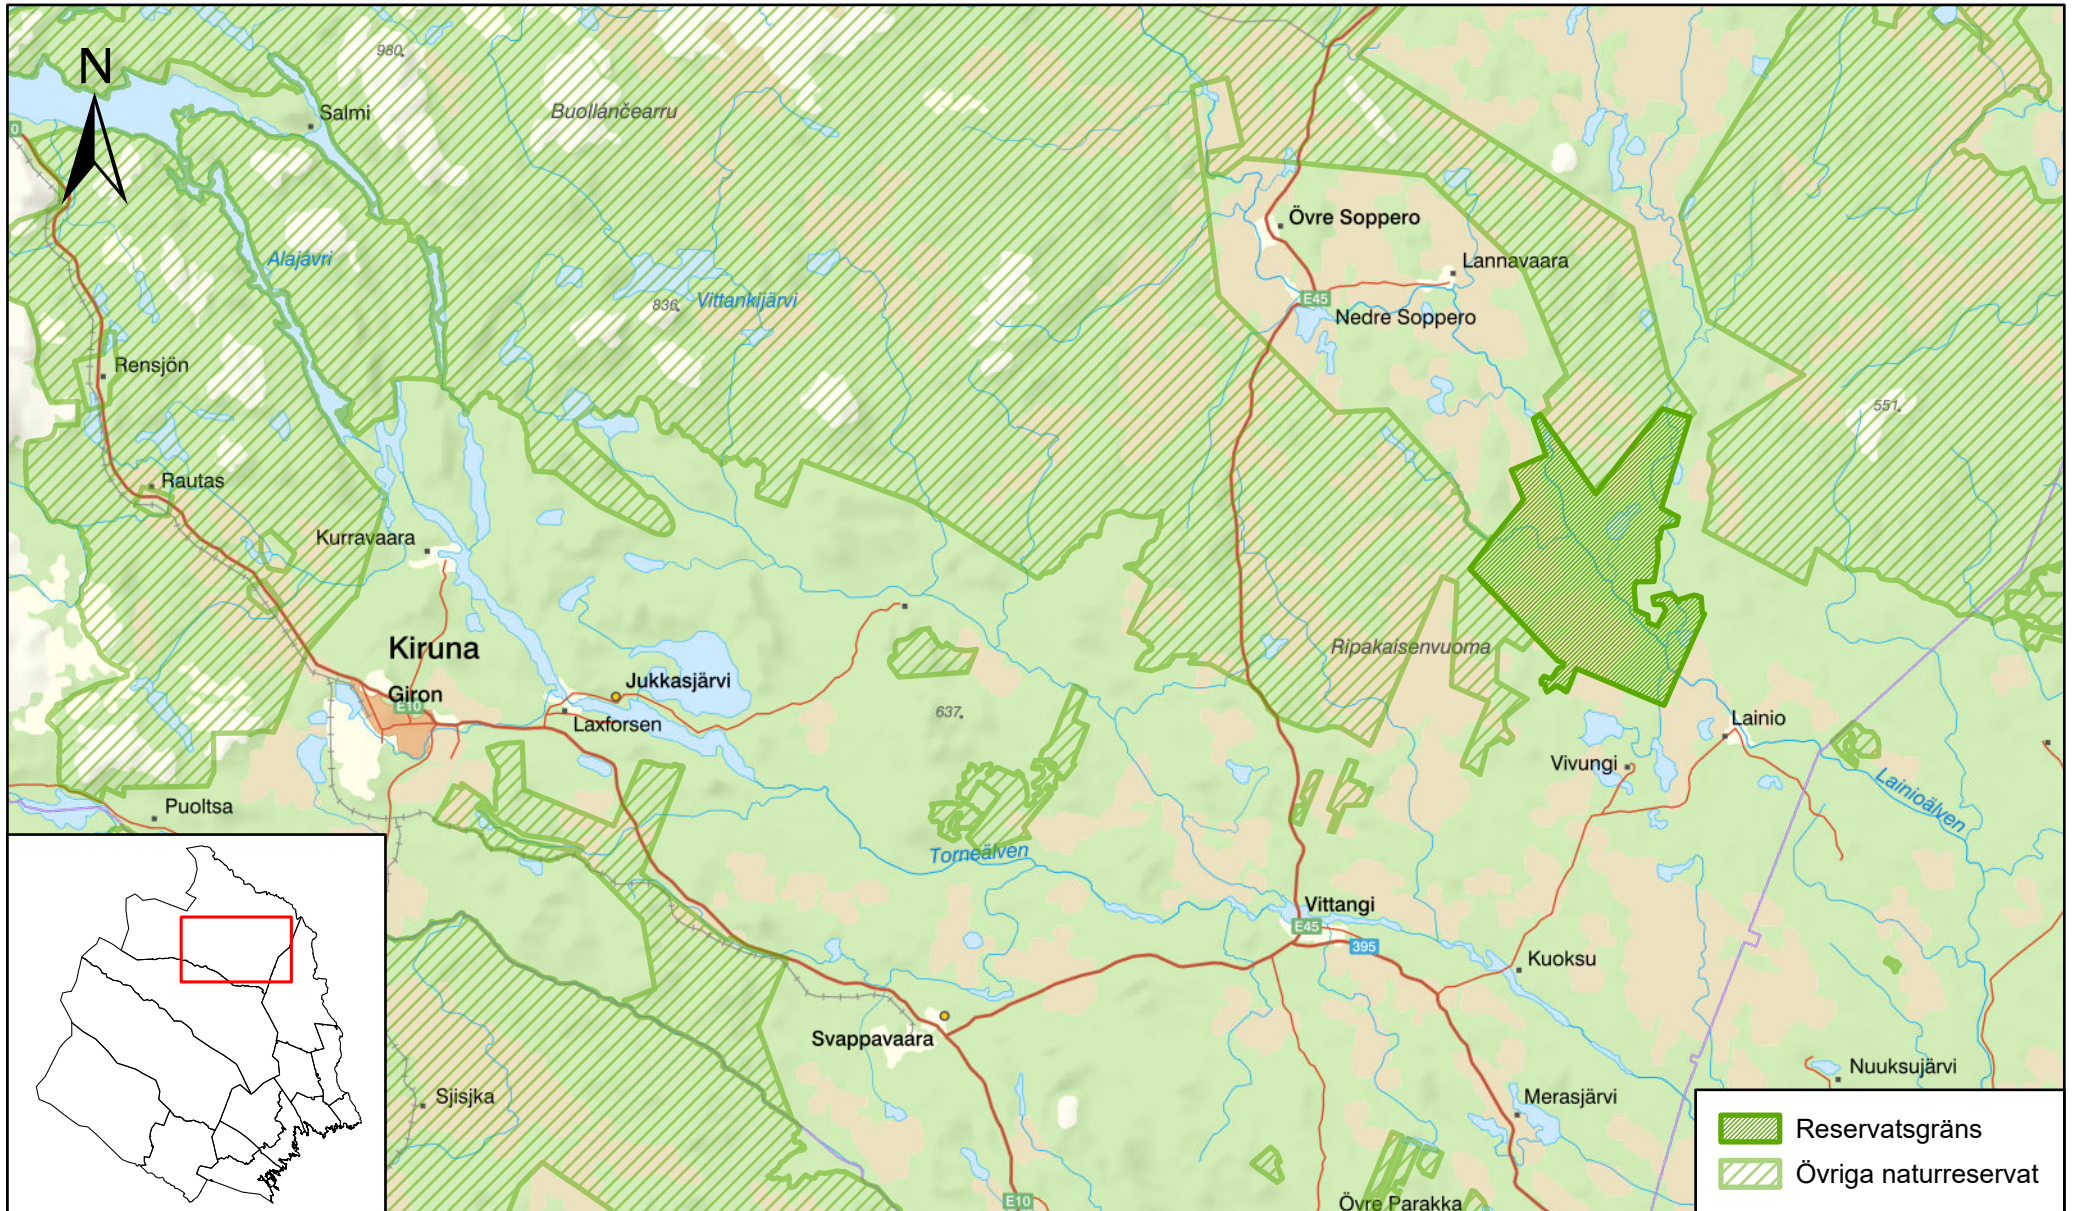 980
N
Salmi
Buollánčearru
0
Övre Soppero
Alajávri
Lannavaara
836
Vittankijärvi
E45
Nedre Soppero
Rensjön
551
Rautas
Kurravaara
Kiruna
Giron
E10
Jukkasjärvi
Laxforsen
Ripakaisenvuoma
637
Lainio
Vivungi
Lainioälven
Puoltsa
Torneälven
Vittangi
E45
395
Kuoksu
Svappavaara
Sjisjka
Nuuksujärvi
Merasjärvi
E10
Övre Parakka
Reservatsgräns
Övriga naturreservat